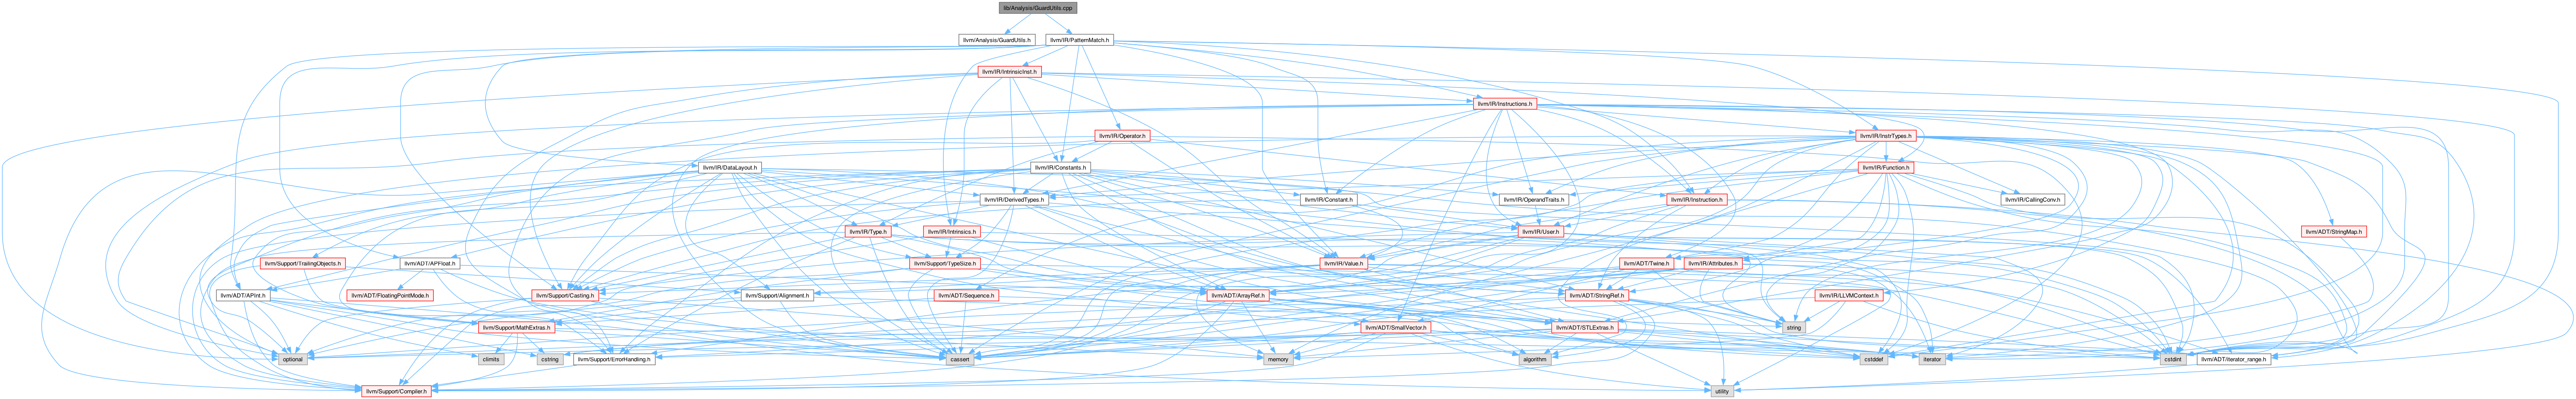 lib/Analysis/GuardUtils.cpp
llvm/Analysis/GuardUtils.h
llvm/IR/PatternMatch.h
llvm/IR/IntrinsicInst.h
llvm/IR/Instructions.h
llvm/IR/Operator.h
llvm/IR/InstrTypes.h
llvm/IR/DataLayout.h
llvm/IR/Constants.h
llvm/IR/Function.h
llvm/IR/DerivedTypes.h
llvm/IR/Constant.h
llvm/IR/OperandTraits.h
llvm/IR/Instruction.h
llvm/IR/CallingConv.h
llvm/IR/Type.h
llvm/IR/Intrinsics.h
llvm/IR/User.h
llvm/ADT/StringMap.h
llvm/Support/TrailingObjects.h
llvm/ADT/APFloat.h
llvm/Support/TypeSize.h
llvm/IR/Value.h
llvm/ADT/Twine.h
llvm/IR/Attributes.h
llvm/ADT/APInt.h
llvm/ADT/FloatingPointMode.h
llvm/Support/Casting.h
llvm/Support/Alignment.h
llvm/ADT/Sequence.h
llvm/ADT/ArrayRef.h
llvm/ADT/StringRef.h
llvm/IR/LLVMContext.h
llvm/Support/MathExtras.h
llvm/ADT/SmallVector.h
llvm/ADT/STLExtras.h
string
optional
climits
cstring
llvm/Support/ErrorHandling.h
cassert
memory
algorithm
cstddef
iterator
cstdint
llvm/ADT/iterator_range.h
llvm/Support/Compiler.h
utility